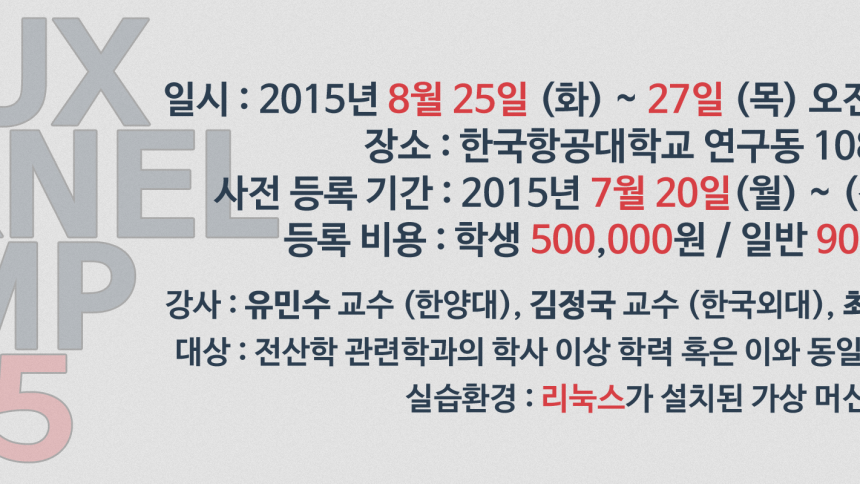 UX
NEL
MP
5
일시 : 2015년 8월 25일 (화) ~ 27일 (목) 오전
장소 : 한국항공대학교 연구동 108
사전 등록 기간 : 2015년 7월 20일(월) ~ (
등록 비용 : 학생 500,000원 / 일반 90
강사 : 유민수 교수 (한양대), 김정국 교수 (한국외대), 최
대상 : 전산학 관련학과의 학사 이상 학력 혹은 이와 동일
실습환경 : 리눅스가 설치된 가상 머신